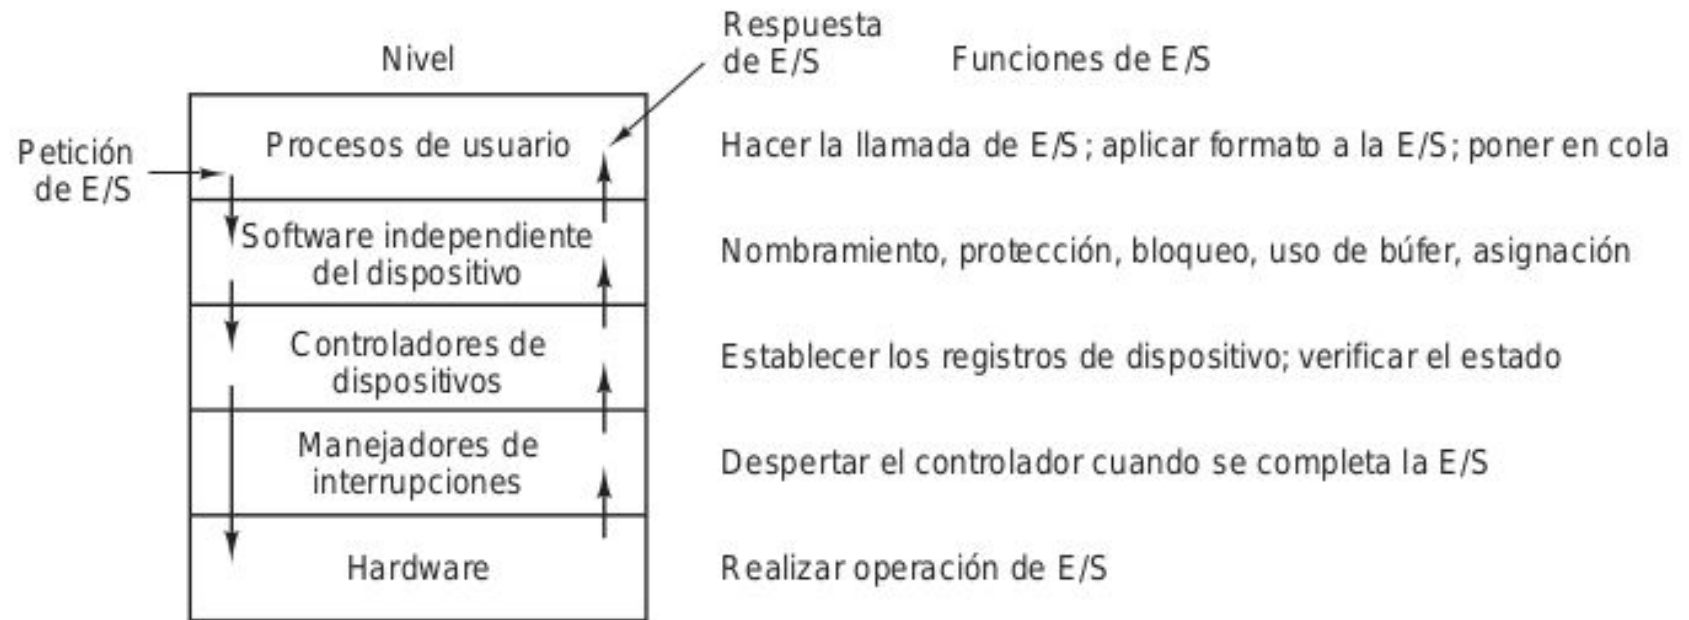 Nivel
Respuesta
de E/S
Funciones de E/S
Petición
de E/S
Procesos de usuario
Hacer la llamada de E/S; aplicar formato a la E/S; poner en cola
Software independiente
del dispositivo
Nombramiento, protección, bloqueo, uso de búfer, asignación
Controladores de
dispositivos
Establecer los registros de dispositivo; verificar el estado
Manejadores de
interrupciones
Despertar el controlador cuando se completa la E/S
Hardware
Realizar operación de E/S